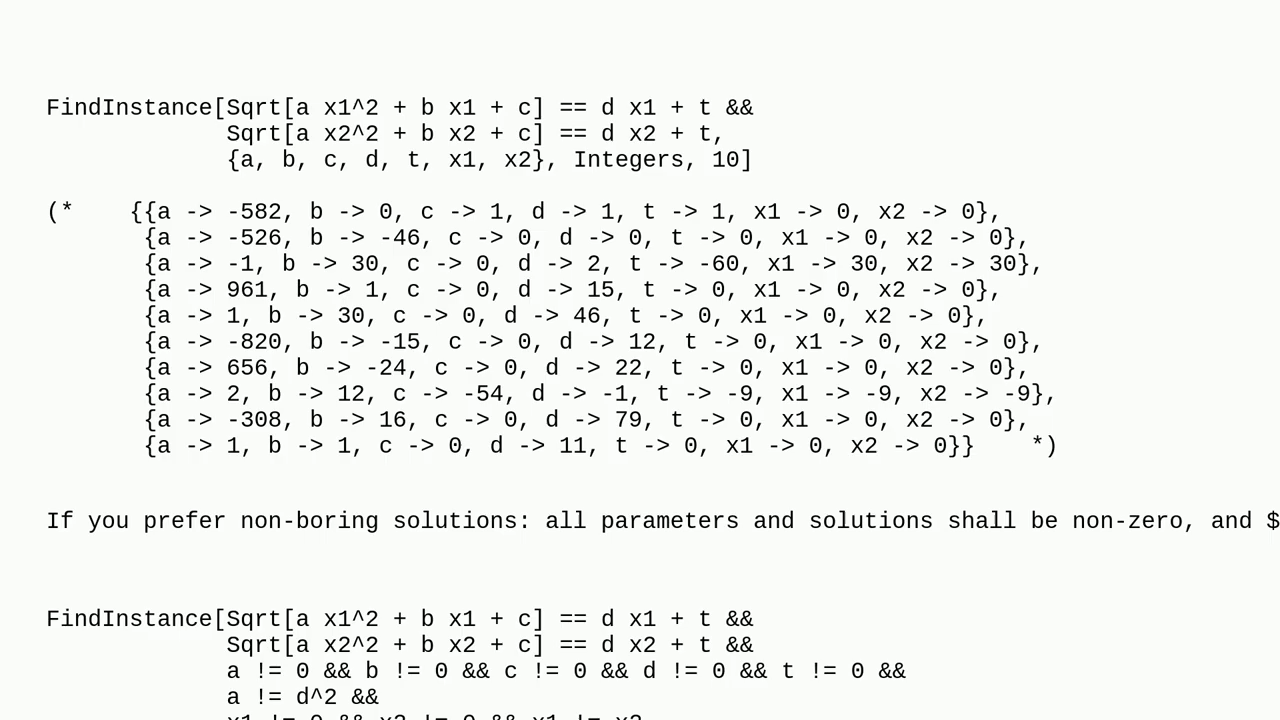 FindInstance[Sqrt[a x1^2 + b x1 + c] == d x1 + t &&
Sqrt[a x2^2 + b x2 + c] == d x2 + t,
{a, b, c, d, t, x1, x2}, Integers, 10]
(* {{a -> -582, b -> 0, c -> 1, d -> 1, t -> 1, x1 -> 0, x2 -> 0},
{a -> -526, b -> -46, c -> 0, d -> 0, t -> 0, x1 -> 0, x2 -> 0},
{a -> -1, b -> 30, c -> 0, d -> 2, t -> -60, x1 -> 30, x2 -> 30},
{a -> 961, b -> 1, c -> 0, d -> 15, t -> 0, x1 -> 0, x2 -> 0},
{a -> 1, b -> 30, c -> 0, d -> 46, t -> 0, x1 -> 0, x2 -> 0},
{a -> -820, b -> -15, c -> 0, d -> 12, t -> 0, x1 -> 0, x2 -> 0},
{a -> 656, b -> -24, c -> 0, d -> 22, t -> 0, x1 -> 0, x2 -> 0},
{a -> 2, b -> 12, c -> -54, d -> -1, t -> -9, x1 -> -9, x2 -> -9},
{a -> -308, b -> 16, c -> 0, d -> 79, t -> 0, x1 -> 0, x2 -> 0},
{a -> 1, b -> 1, c -> 0, d -> 11, t -> 0, x1 -> 0, x2 -> 0}} *)
If you prefer non-boring solutions: all parameters and solutions shall be non-zero, and $
FindInstance[Sqrt[a x1^2 + b x1 + c] == d x1 + t &&
Sqrt[a x2^2 + b x2 + c] == d x2 + t &&
a != 0 && b != 0 && c != 0 && d != 0 && t != 0 &&
a != d^2 &&
x1 != 0 && x2 != 0 && x1 != x2